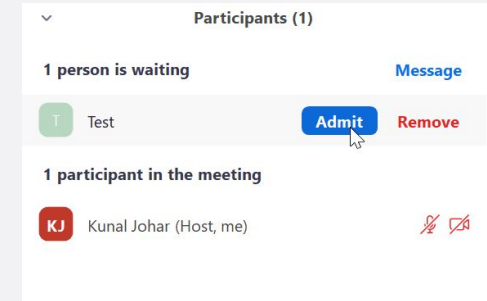 Participants (1)
1 person is waiting Message
T Test Admit Remove
1 participant in the meeting
KJ Kunal Johar (Host, me)